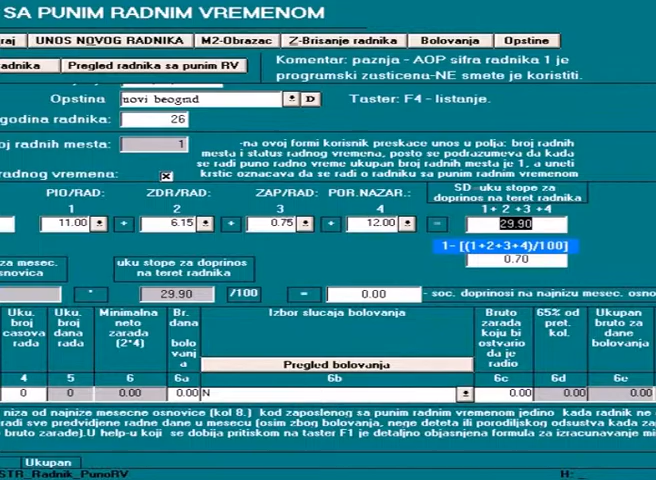 SA PUNIM RADNIM VREMENOM
aj UNOS NOVOG RADNIKA M2-Obrazac Z-Brisanje radnika Bolovanja Opstine
adnika Pregled radnika sa punim RV
Komentar: paznja - AOP sifra radnika 1 je
programski zasticena-NE smete je koristiti.
Opstina novi beograd D Taster: F4 - listanje.
godina radnika: 26
oj radnih mesta: 1
-na ovoj formi korisnik preskace unos u polja: broj radnih
mesta i status radnog vremena, posto se podrazumeva da kada
se radi puno radno vreme ukupan broj radnih mesta je 1, a uneti
krstic oznacava da se radi o radniku sa punim radnim vremenom
radnog vremena:
PIO/RAD: ZDR/RAD: ZAP/RAD: POR.NAZAR.:
SD-uku stope za
doprinos na teret radnika
1 2 3 4 1+ 2 +3 +4
11.00 + 6.15 + 0.75 + 12.00 = 29.90
1- [(1+2+3+4)/100]
0.70
za mesec.
osnovica
uku stope za doprinos
na teret radnika
* 29.90 /100 = 0.00 - soc. doprinosi na najnizu mesec. osno
Uku.
broj
casova
rada
Uku.
broj
dana
rada
Minimalna
neto
zarada
(2*4)
Br.
dana
bolo
vanj
a
Izbor slucaja bolovanja
Pregled bolovanja
Bruto
zarada
koju bi
ostvario
da je
radio
65% od
pret.
kol.
Ukupan
bruto za
dane
bolovanja
4 5 6 6a 6b 6c 6d 6e
0 0 0.00 0.00 N 0.00 0.00 0.00
niza od najnize mesecne osnovice (kol 8.) kod zaposlenog sa punim radnim vremenom jedino kada radnik ne
radi sve predvidjene radne dane u mesecu (osim zbog bolovanja, nege deteta ili porodiljskog odsustva kada za
bruto zarade).U help-u koji se dobija pritiskom na taster F1 je detaljno objasnjena formula za izracunavanje mi
Ukupan
STR_Radnik_PunoRV H: _